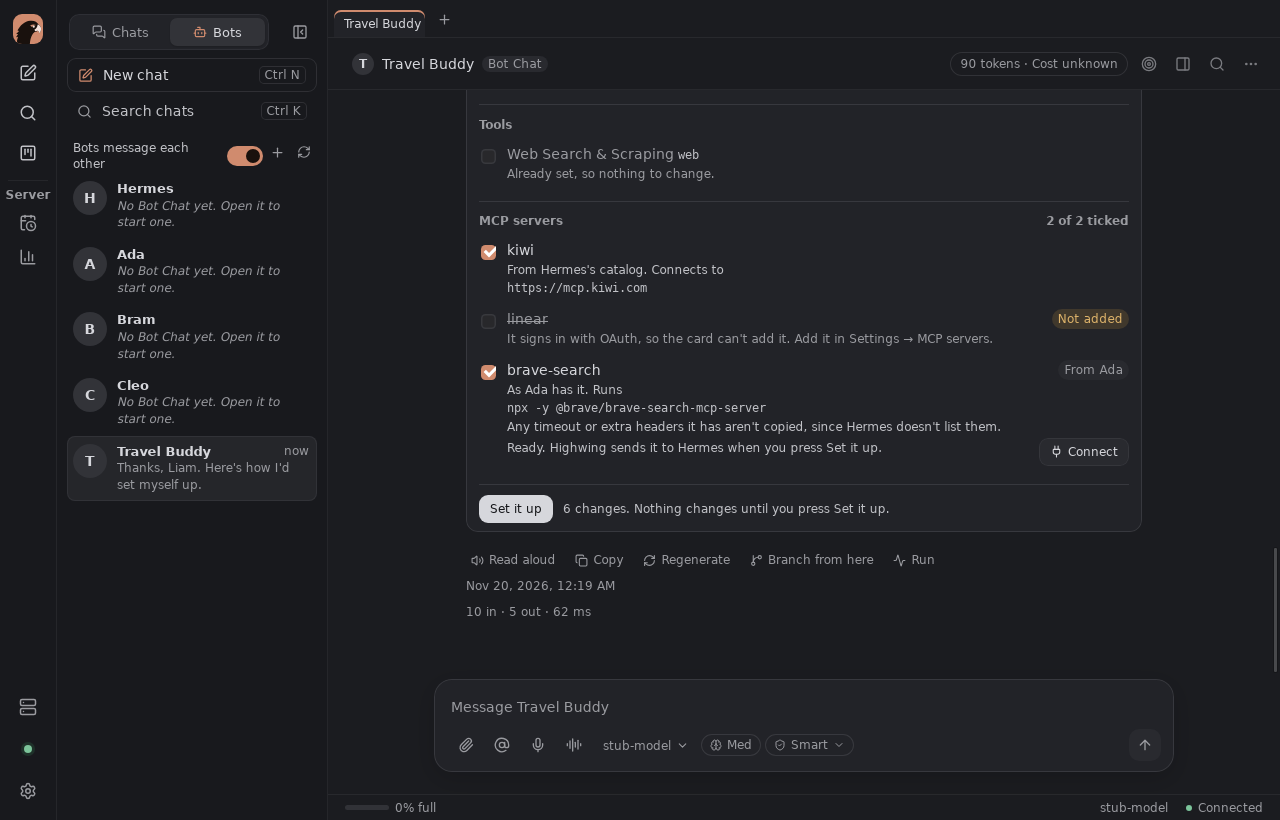 Chats
Bots
New chat
Ctrl N
Search chats
Ctrl K
Bots message each
other
Server
H
Hermes
No Bot Chat yet. Open it to
start one.
A
Ada
No Bot Chat yet. Open it to
start one.
B
Bram
No Bot Chat yet. Open it to
start one.
C
Cleo
No Bot Chat yet. Open it to
start one.
T
Travel Buddy
now
Thanks, Liam. Here's how I'd
set myself up.
Travel Buddy
T
Travel Buddy
Bot Chat
90 tokens · Cost unknown
Tools
Web Search & Scraping web
Already set, so nothing to change.
MCP servers
2 of 2 ticked
kiwi
From Hermes's catalog. Connects to
https://mcp.kiwi.com
linear
Not added
It signs in with OAuth, so the card can't add it. Add it in Settings → MCP servers.
brave-search
From Ada
As Ada has it. Runs
npx -y @brave/brave-search-mcp-server
Any timeout or extra headers it has aren't copied, since Hermes doesn't list them.
Ready. Highwing sends it to Hermes when you press Set it up.
Connect
Set it up
6 changes. Nothing changes until you press Set it up.
Read aloud
Copy
Regenerate
Branch from here
Run
Nov 20, 2026, 12:19 AM
10 in · 5 out · 62 ms
Message Travel Buddy
stub-model
Med
Smart
0% full
stub-model
Connected